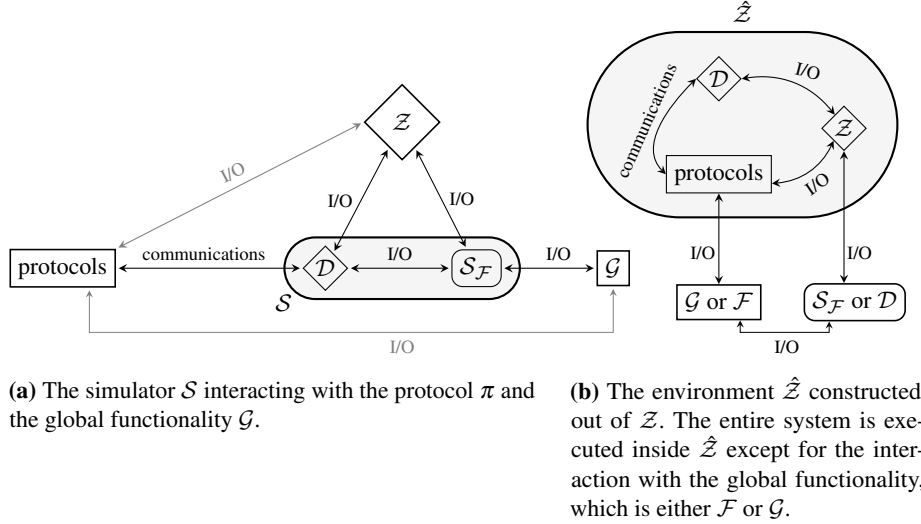 𝒵
I/O
I/O
I/O
protocols
communications
𝒟
I/O
𝒮_ℱ
I/O
𝒢
𝒮
I/O
(a) The simulator 𝒮 interacting with the protocol π and
the global functionality 𝒢.
𝒵̂
𝒟
I/O
communications
𝒵
protocols
I/O
I/O
I/O
𝒢 or ℱ
𝒮_ℱ or 𝒟
I/O
(b) The environment 𝒵̂ constructed
out of 𝒵. The entire system is exe-
cuted inside 𝒵̂ except for the inter-
action with the global functionality,
which is either ℱ or 𝒢.